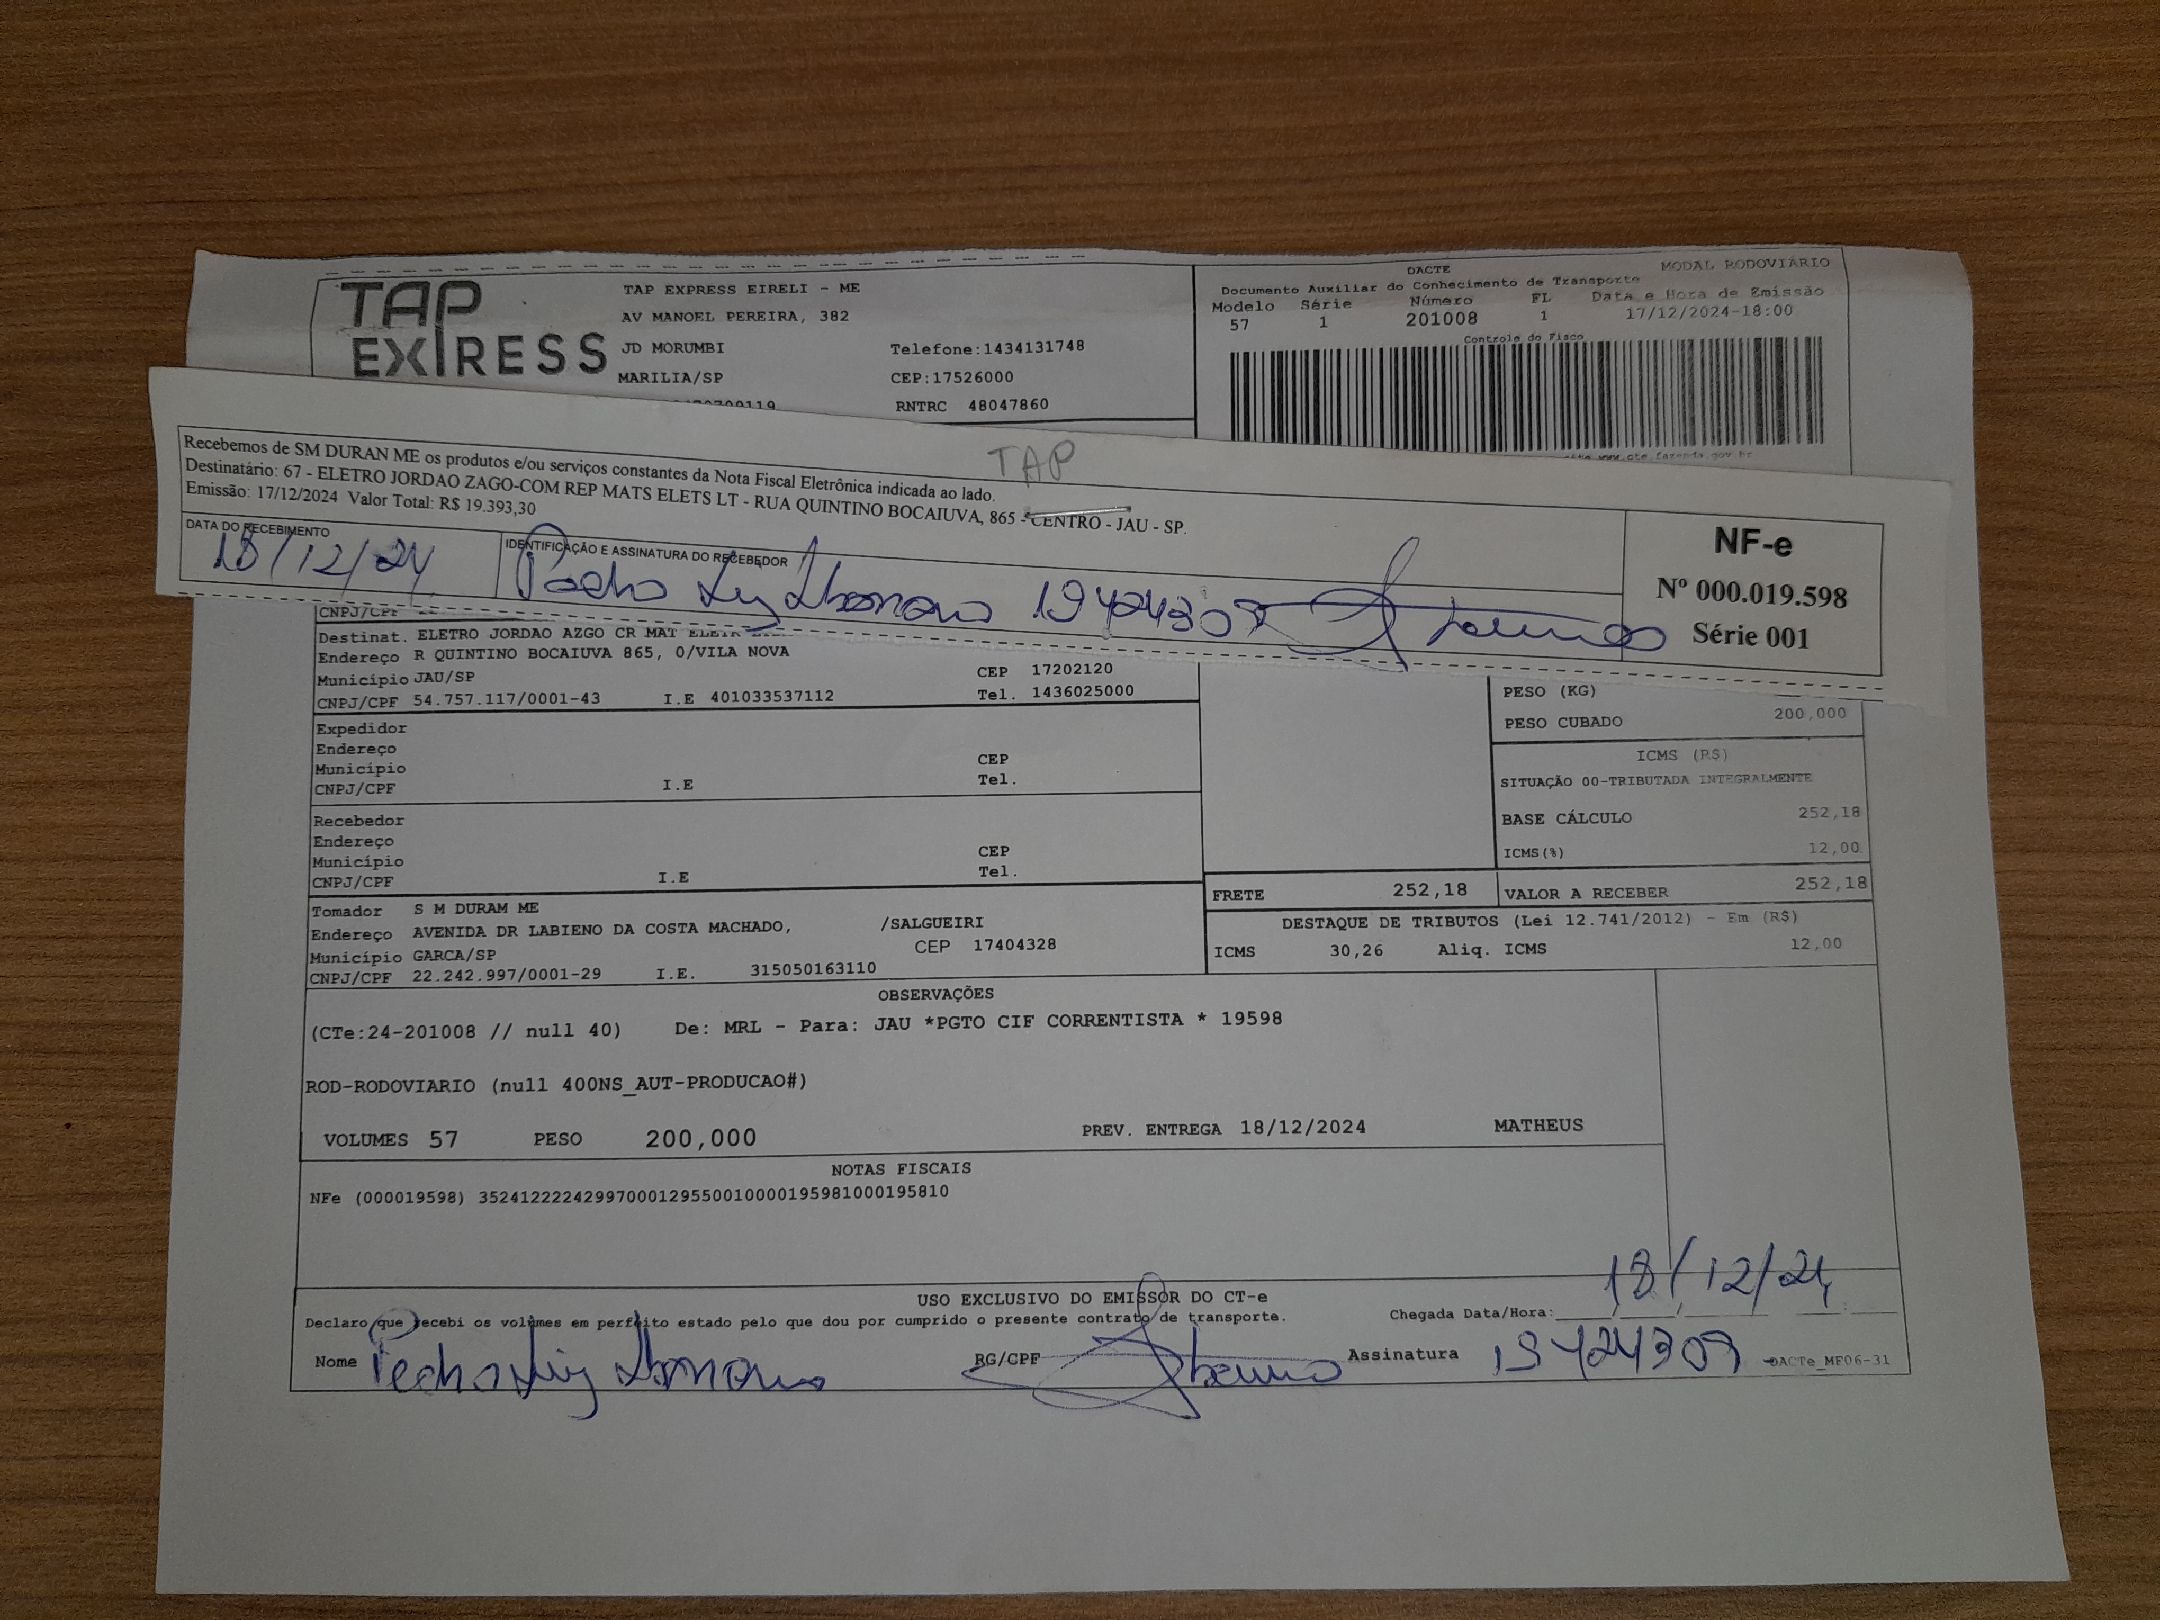 TAP EXPRESS
TAP EXPRESS EIRELI - ME
AV MANOEL PEREIRA, 382
JD MORUMBI Telefone:1434131748
MARILIA/SP CEP:17526000
RNTRC 48047860
DACTE MODAL RODOVIÁRIO
Documento Auxiliar do Conhecimento de Transporte
Modelo Série Número FL Data e Hora de Emissão
57 1 201008 1 17/12/2024-18:00
Controle do Fisco
TAP
Recebemos de SM DURAN ME os produtos e/ou serviços constantes da Nota Fiscal Eletrônica indicada ao lado.
Destinatário: 67 - ELETRO JORDAO ZAGO-COM REP MATS ELETS LT - RUA QUINTINO BOCAIUVA, 865 - CENTRO - JAU - SP.
Emissão: 17/12/2024 Valor Total: R$ 19.393,30
DATA DO RECEBIMENTO IDENTIFICAÇÃO E ASSINATURA DO RECEBEDOR
18/12/24 Pedro Luiz 19424309
NF-e
Nº 000.019.598
Série 001
CNPJ/CPF
Destinat. ELETRO JORDAO AZGO CR MAT
Endereço R QUINTINO BOCAIUVA 865, 0/VILA NOVA
Município JAU/SP CEP 17202120
CNPJ/CPF 54.757.117/0001-43 I.E 401033537112 Tel. 1436025000
Expedidor
Endereço
Município CEP
CNPJ/CPF I.E Tel.
Recebedor
Endereço
Município CEP
CNPJ/CPF I.E Tel.
PESO (KG)
PESO CUBADO 200,000
ICMS (R$)
SITUAÇÃO 00-TRIBUTADA INTEGRALMENTE
BASE CÁLCULO 252,18
ICMS(%) 12,00
FRETE 252,18 VALOR A RECEBER 252,18
DESTAQUE DE TRIBUTOS (Lei 12.741/2012) - Em (R$)
ICMS 30,26 Aliq. ICMS 12,00
Tomador S M DURAM ME
Endereço AVENIDA DR LABIENO DA COSTA MACHADO, /SALGUEIRI
Município GARCA/SP CEP 17404328
CNPJ/CPF 22.242.997/0001-29 I.E. 315050163110
OBSERVAÇÕES
(CTe:24-201008 // null 40) De: MRL - Para: JAU *PGTO CIF CORRENTISTA * 19598
ROD-RODOVIARIO (null 400NS_AUT-PRODUCAO#)
VOLUMES 57 PESO 200,000 PREV. ENTREGA 18/12/2024 MATHEUS
NOTAS FISCAIS
NFe (000019598) 35241222242997000129550010000195981000195810
USO EXCLUSIVO DO EMISSOR DO CT-e
Declaro que recebi os volumes em perfeito estado pelo que dou por cumprido o presente contrato de transporte.
Chegada Data/Hora: 18/12/24
Nome Pedro Luiz RG/CPF Assinatura 19424309 DACTe_MF06-31